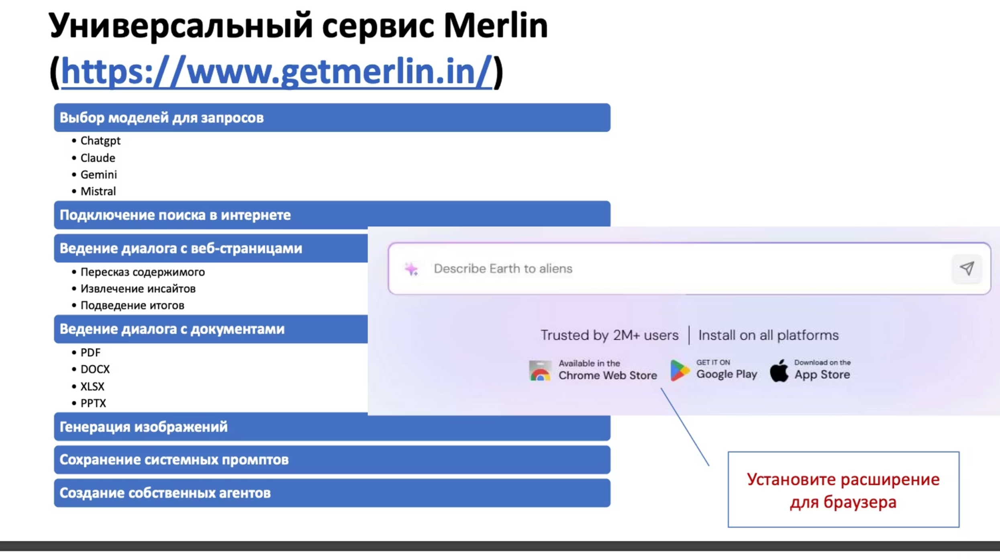 Универсальный сервис Merlin
(https://www.getmerlin.in/)
Выбор моделей для запросов
• Chatgpt
• Claude
• Gemini
• Mistral
Подключение поиска в интернете
Ведение диалога с веб-страницами
• Пересказ содержимого
• Извлечение инсайтов
• Подведение итогов
Ведение диалога с документами
• PDF
• DOCX
• XLSX
• PPTX
Генерация изображений
Сохранение системных промптов
Создание собственных агентов
Describe Earth to aliens
Trusted by 2M+ users | Install on all platforms
Available in the
Chrome Web Store
GET IT ON
Google Play
Download on the
App Store
Установите расширение
для браузера